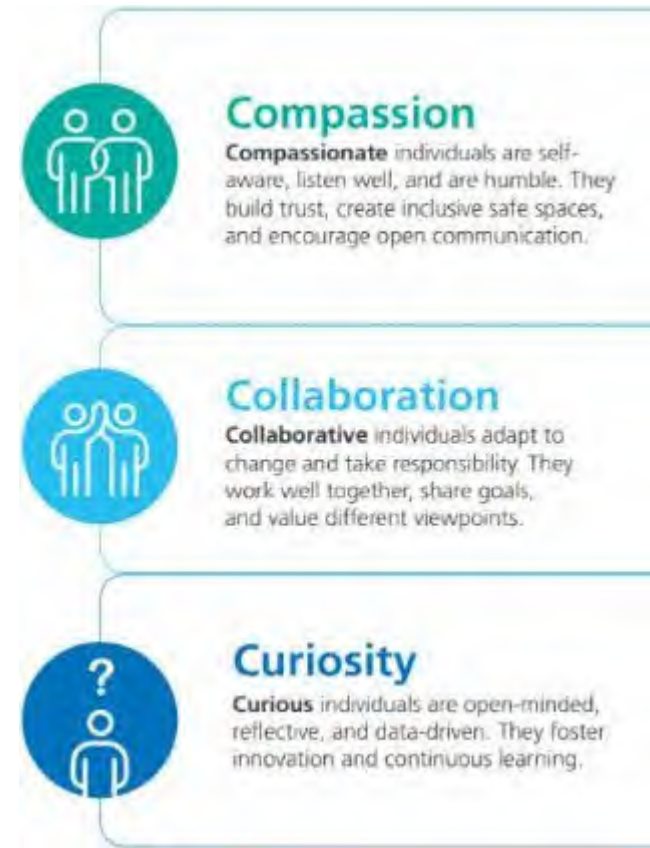 Compassion
Compassionate individuals are self-
aware, listen well, and are humble. They
build trust, create inclusive safe spaces,
and encourage open communication.
Collaboration
Collaborative individuals adapt to
change and take responsibility. They
work well together, share goals,
and value different viewpoints.
?
Curiosity
Curious individuals are open-minded,
reflective, and data-driven. They foster
innovation and continuous learning.